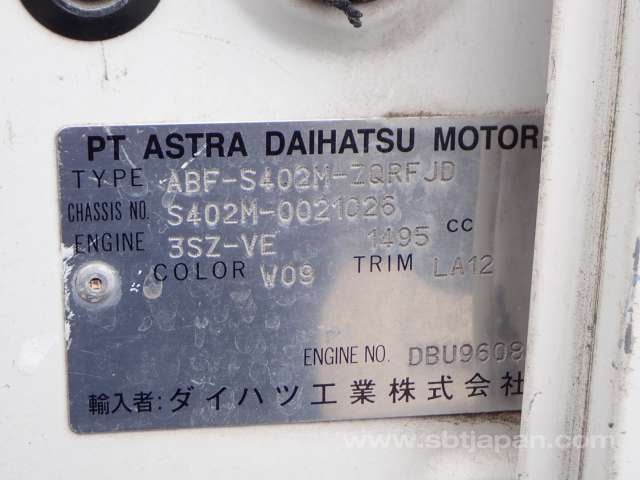 PT ASTRA DAIHATSU MOTOR
TYPE ABF-S402M-ZQRFJD
CHASSIS NO. S402M-0021026
ENGINE 3SZ-VE 1495 CC
COLOR W09 TRIM LA12
ENGINE NO. DBU9608
輸入者: ダイハツ工業株式会社
www.sbtjapan.com